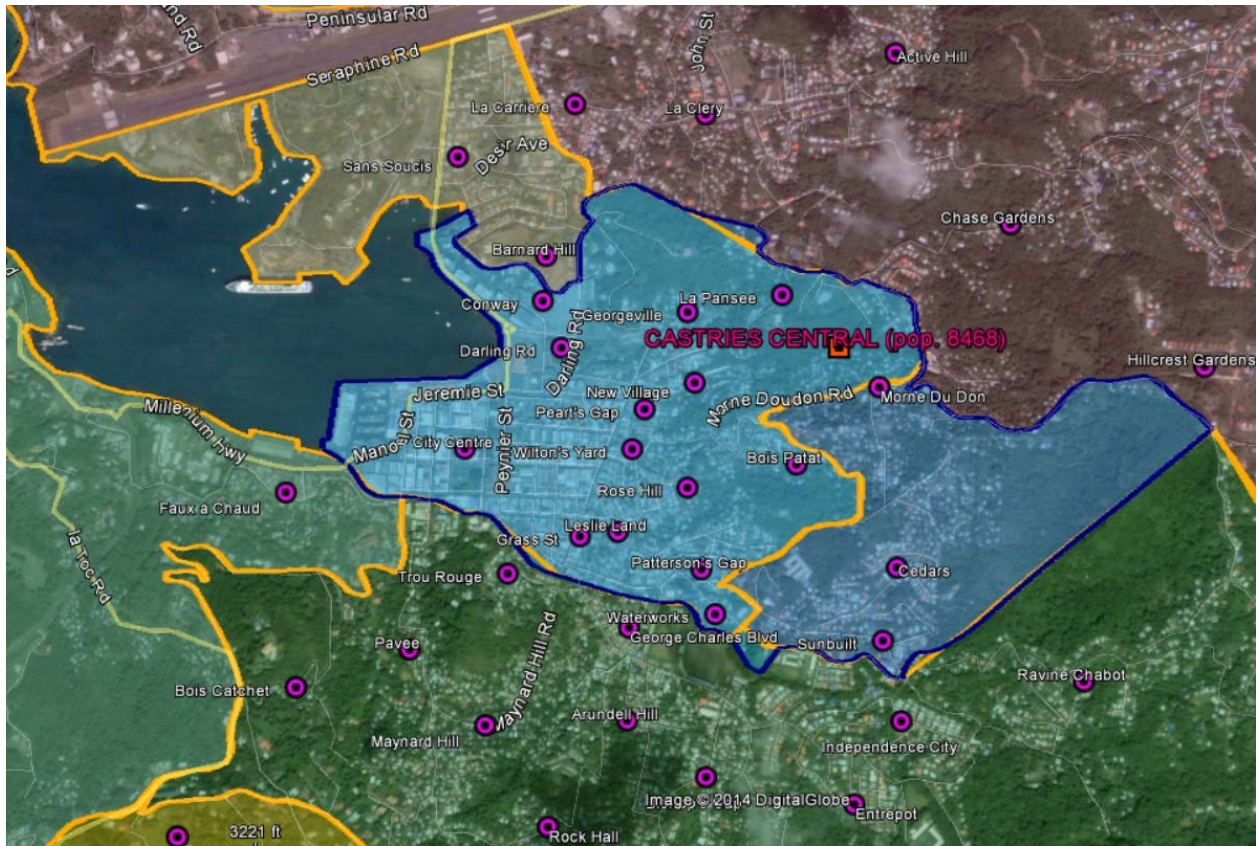 Peninsular Rd
Seraphine Rd
John St
Active Hill
La Carriere
La Clery
Sans Soucis
Desir Ave
Chase Gardens
Barnard Hill
La Pansee
Conway
Georgeville
CASTRIES CENTRAL (pop. 8468)
Darling Rd
Darling Rd
Hillcrest Gardens
Jeremie St
New Village
Morne Doudon Rd
Morne Du Don
Millenium Hwy
Peart's Gap
Manoel St
City Centre
Peynier St
Wilton's Yard
Bois Patat
Rose Hill
Faux a Chaud
Leslie Land
Grass St
la Toc Rd
Trou Rouge
Patterson's Gap
Cedars
Waterworks
George Charles Blvd
Sunbuilt
Pavee
Maynard Hill Rd
Ravine Chabot
Bois Catchet
Arundell Hill
Maynard Hill
Independence City
Image © 2014 DigitalGlobe
Entrepot
3221 ft
Rock Hall